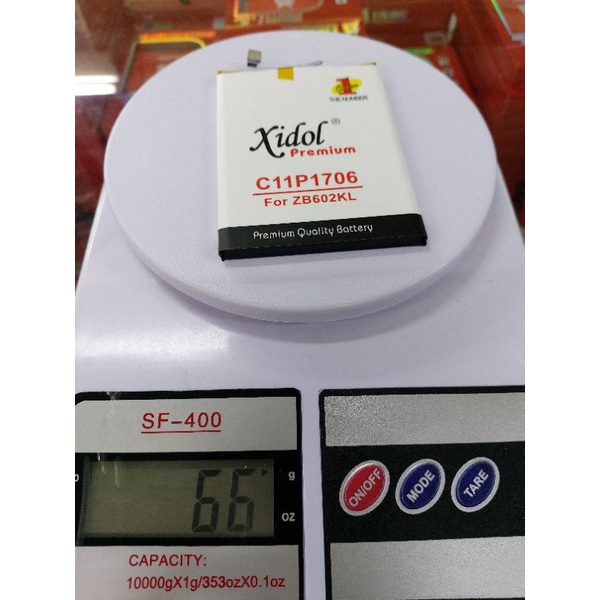 1
THE NUMBER
Xidol®
Premium
C11P1706
For ZB602KL
Premium Quality Battery
SF-400
66
g
oz
CAPACITY:
10000gX1g/353ozX0.1oz
ON/OFF
MODE
TARE